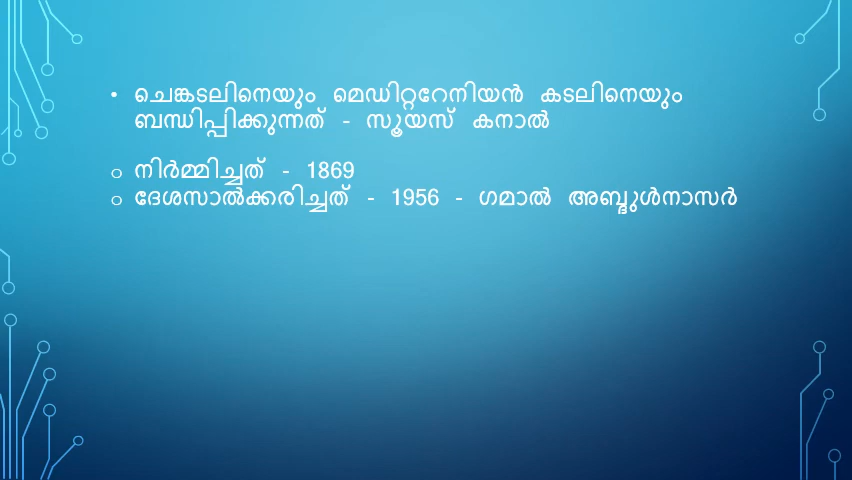 • ചെങ്കടലിനെയും മെഡിറ്ററേനിയൻ കടലിനെയും
ബന്ധിപ്പിക്കുന്നത് - സൂയസ് കനാൽ
o നിർമ്മിച്ചത് - 1869
o ദേശസാൽക്കരിച്ചത് - 1956 - ഗമാൽ അബ്ദുൾനാസർ